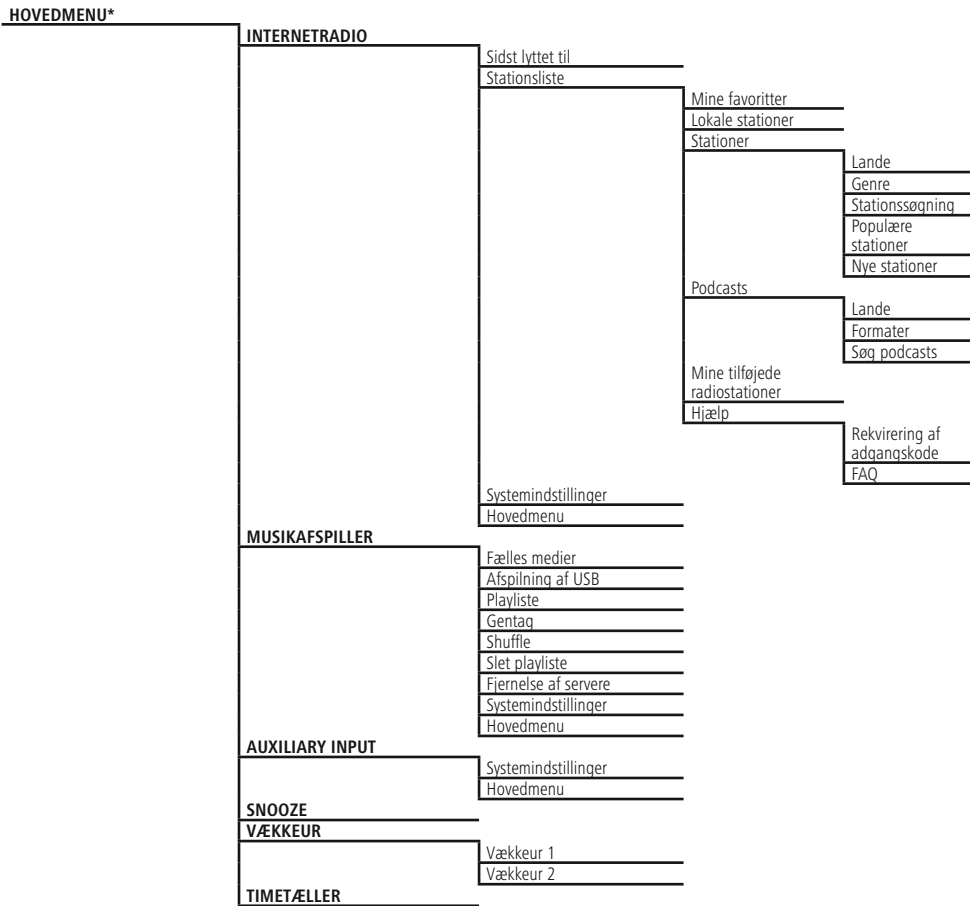 HOVEDMENU*
INTERNETRADIO
Sidst lyttet til
Stationsliste
Mine favoritter
Lokale stationer
Stationer
Lande
Genre
Stationssøgning
Populære
stationer
Nye stationer
Podcasts
Lande
Formater
Søg podcasts
Mine tilføjede
radiostationer
Hjælp
Rekvirering af
adgangskode
FAQ
Systemindstillinger
Hovedmenu
MUSIKAFSPILLER
Fælles medier
Afspilning af USB
Playliste
Gentag
Shuffle
Slet playliste
Fjernelse af servere
Systemindstillinger
Hovedmenu
AUXILIARY INPUT
Systemindstillinger
Hovedmenu
SNOOZE
VÆKKEUR
Vækkeur 1
Vækkeur 2
TIMETÆLLER